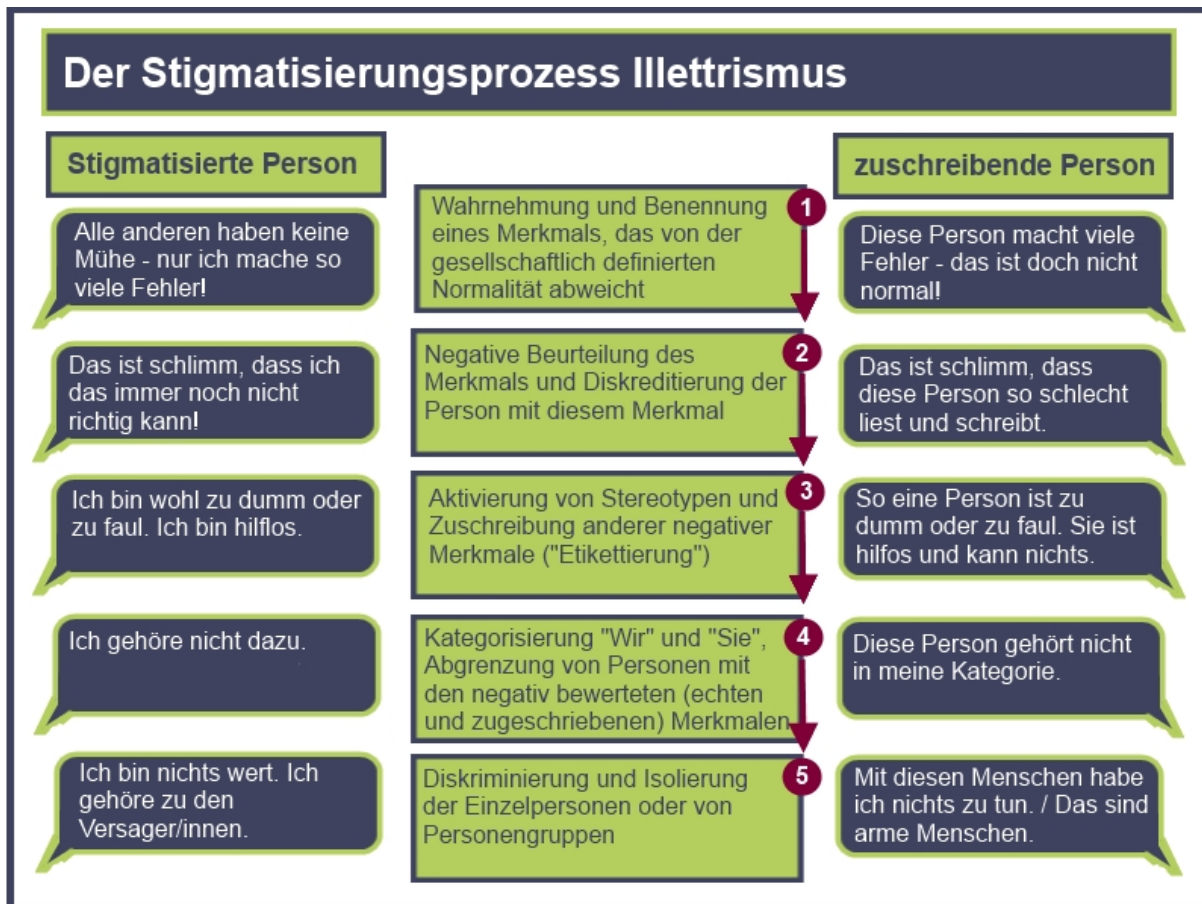 Der Stigmatisierungsprozess Illettrismus
Stigmatisierte Person
zuschreibende Person
Alle anderen haben keine
Mühe - nur ich mache so
viele Fehler!
Wahrnehmung und Benennung
eines Merkmals, das von der
gesellschaftlich definierten
Normalität abweicht
1
Diese Person macht viele
Fehler - das ist doch nicht
normal!
Das ist schlimm, dass ich
das immer noch nicht
richtig kann!
Negative Beurteilung des
Merkmals und Diskreditierung der
Person mit diesem Merkmal
2
Das ist schlimm, dass
diese Person so schlecht
liest und schreibt.
Ich bin wohl zu dumm oder
zu faul. Ich bin hilflos.
Aktivierung von Stereotypen und
Zuschreibung anderer negativer
Merkmale ("Etikettierung")
3
So eine Person ist zu
dumm oder zu faul. Sie ist
hilfos und kann nichts.
Ich gehöre nicht dazu.
Kategorisierung "Wir" und "Sie",
Abgrenzung von Personen mit
den negativ bewerteten (echten
und zugeschriebenen) Merkmalen
4
Diese Person gehört nicht
in meine Kategorie.
Ich bin nichts wert. Ich
gehöre zu den
Versager/innen.
Diskriminierung und Isolierung
der Einzelpersonen oder von
Personengruppen
5
Mit diesen Menschen habe
ich nichts zu tun. / Das sind
arme Menschen.